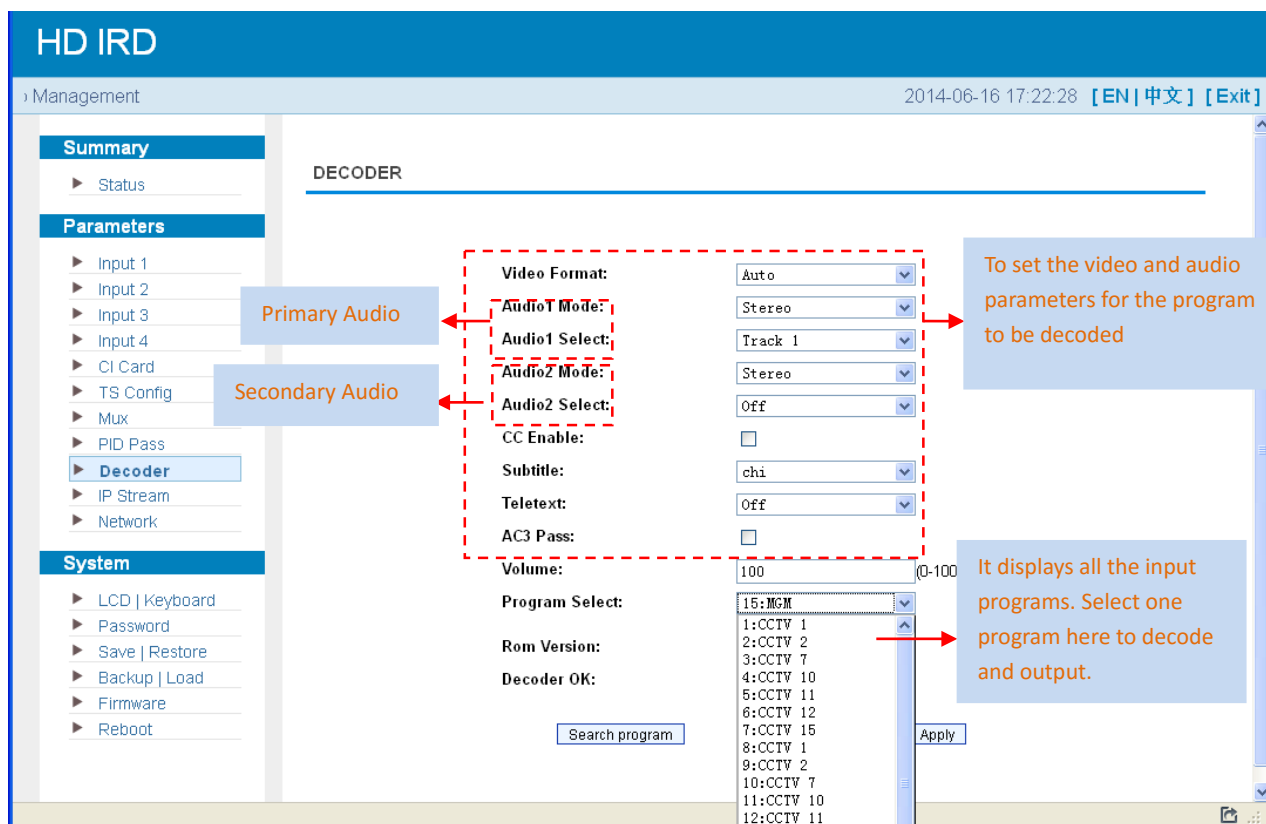 HD IRD
Management
2014-06-16 17:22:28 [EN|中文] [Exit]
Summary
Status
Parameters
Input 1
Input 2
Input 3
Input 4
CI Card
TS Config
Mux
PID Pass
Decoder
IP Stream
Network
System
LCD | Keyboard
Password
Save | Restore
Backup | Load
Firmware
Reboot
DECODER
Primary Audio
Secondary Audio
Video Format: Auto
Audio1 Mode: Stereo
Audio1 Select: Track 1
Audio2 Mode: Stereo
Audio2 Select: Off
CC Enable:
Subtitle: chi
Teletext: Off
AC3 Pass:
Volume: 100 (0-100
Program Select: 15:MGM
1:CCTV 1
2:CCTV 2
3:CCTV 7
4:CCTV 10
5:CCTV 11
6:CCTV 12
7:CCTV 15
8:CCTV 1
9:CCTV 2
10:CCTV 7
11:CCTV 10
12:CCTV 11
Rom Version:
Decoder OK:
Search program
Apply
To set the video and audio
parameters for the program
to be decoded
It displays all the input
programs. Select one
program here to decode
and output.